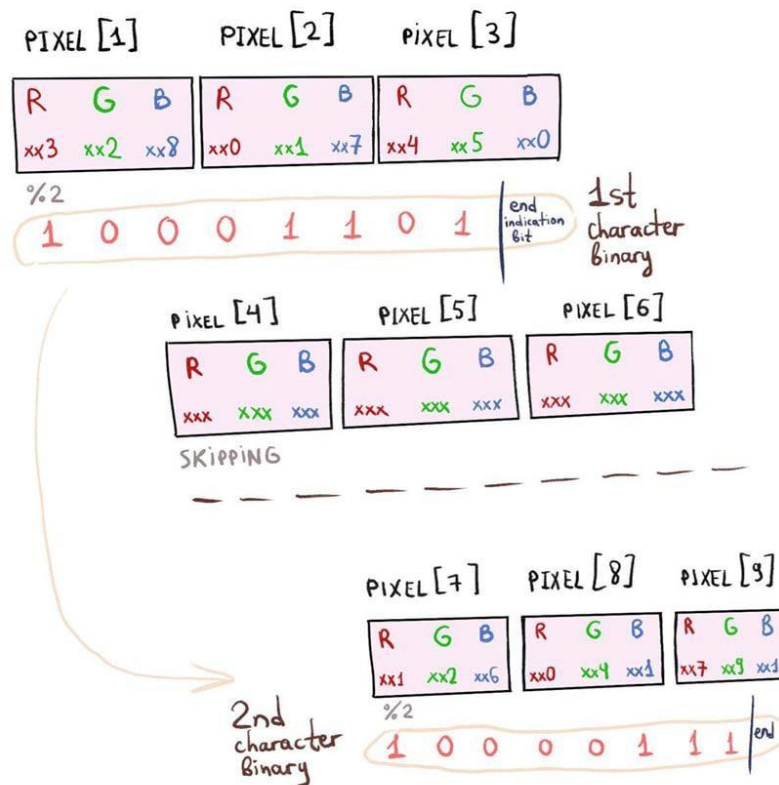 PIXEL [1] PIXEL [2] PIXEL [3]
R G B R G B R G B
xx3 xx2 xx8 xx0 xx1 xx7 xx4 xx5 xx0
%2
1 0 0 0 1 1 0 1 end
indication
bit
1st
character
binary
PIXEL [4] PIXEL [5] PIXEL [6]
R G B R G B R G B
xxx xxx xxx xxx xxx xxx xxx xxx xxx
SKIPPING
PIXEL [7] PIXEL [8] PIXEL [9]
R G B R G B R G B
xx1 xx2 xx6 xx0 xx4 xx1 xx7 xx9 xx1
%2
1 0 0 0 0 1 1 1 end
2nd
character
Binary